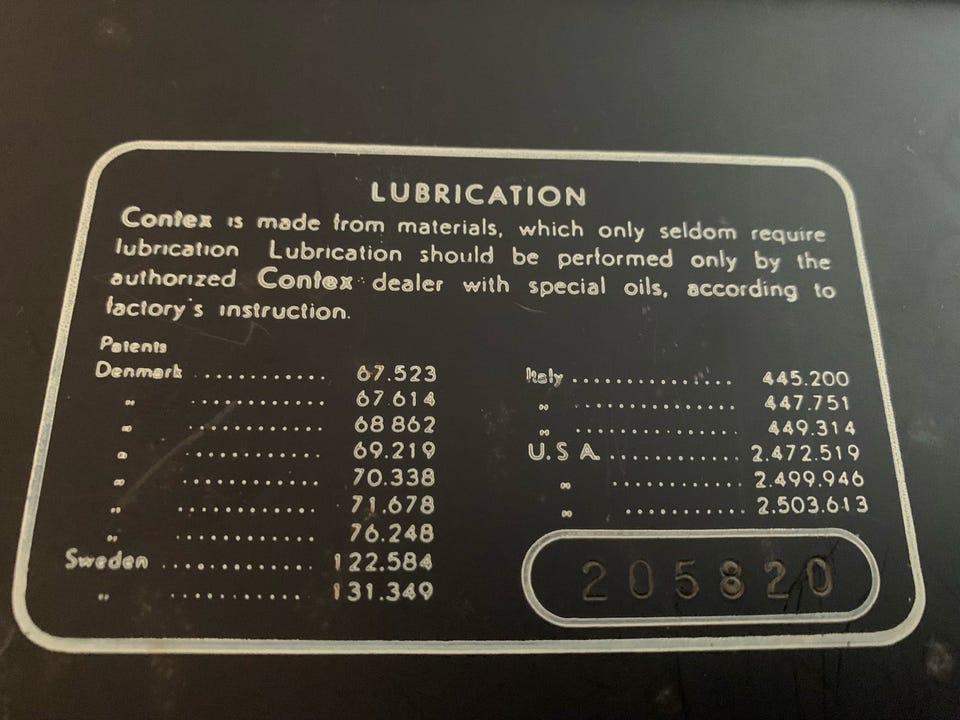 LUBRICATION
Contex is made from materials, which only seldom require
lubrication Lubrication should be performed only by the
authorized Contex dealer with special oils, according to
factory's instruction.
Patents
Denmark ............ 67.523
" ............ 67.614
" ............ 68 862
" ............ 69.219
" ............ 70.338
" ............ 71.678
" ............ 76.248
Sweden ............. 122.584
" ............ 131.349
Italy ............... 445.200
" ............... 447.751
" ............... 449.314
U.S A. ............ 2.472.519
" ............ 2.499.946
" ........... 2.503.613
205820